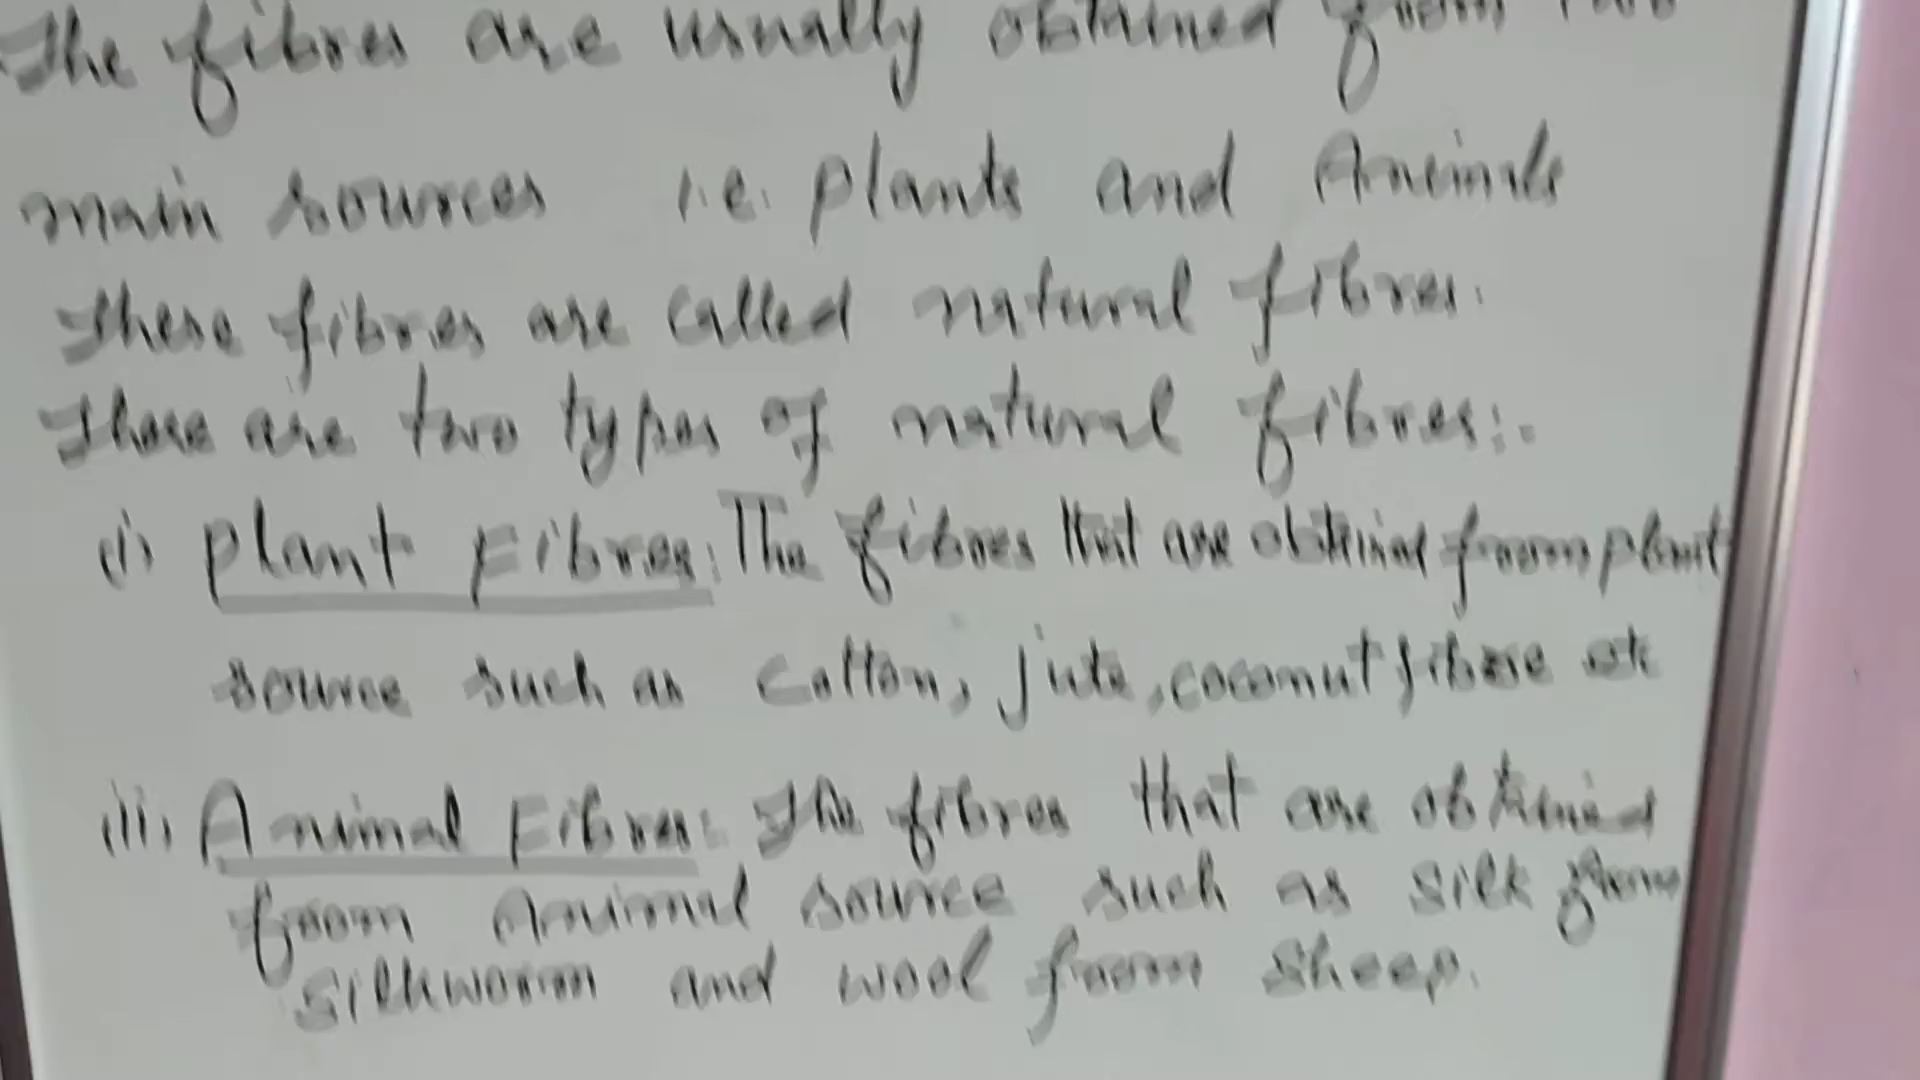 The fibres are usually obtained from two
main sources i.e. plants and Animals
These fibres are called natural fibres.
There are two types of natural fibres:-
(i) Plant Fibres: The fibres that are obtained from plant
source such as cotton, jute, coconut fibre etc
(ii) Animal Fibres: The fibres that are obtained
from Animal source such as silk from
silkworm and wool from sheep.